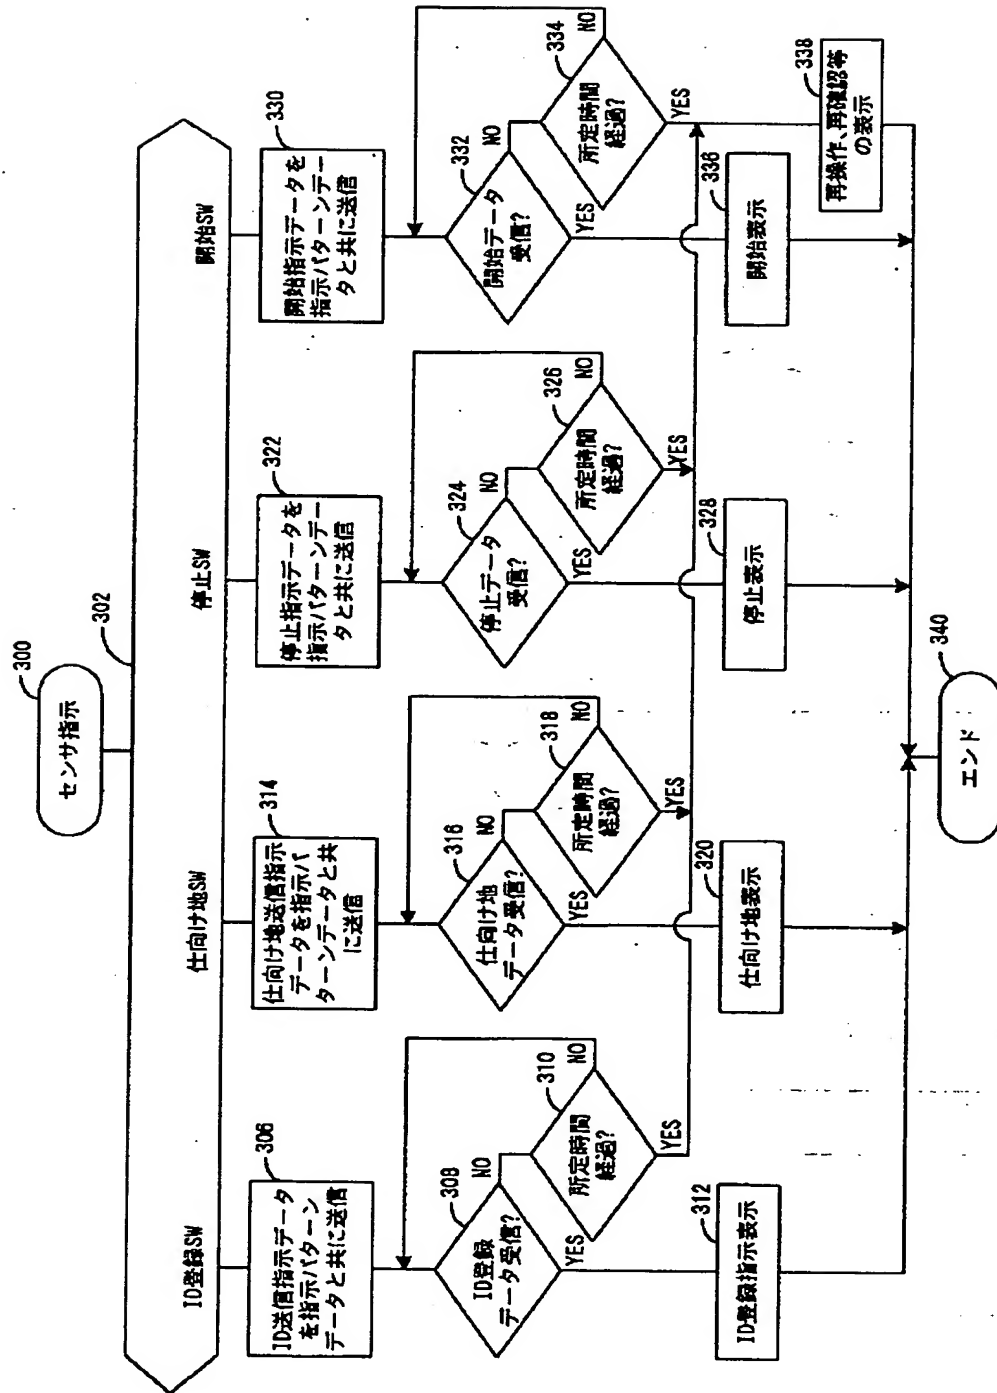 300
センサ指示
302
ID登録SW
仕向け地SW
停止SW
開始SW
306
ID送信指示データ
を指示パターン
データと共に送信
314
仕向け地送信指示
データを指示パ
ターンデータと共
に送信
322
停止指示データを
指示パターンデー
タと共に送信
330
開始指示データを
指示パターンデー
タと共に送信
308
ID登録
データ受信?
NO
YES
310
所定時間
経過?
NO
YES
316
仕向け地
データ受信?
NO
YES
318
所定時間
経過?
NO
YES
324
停止データ
受信?
NO
YES
326
所定時間
経過?
NO
YES
332
開始データ
受信?
NO
YES
334
所定時間
経過?
NO
YES
312
ID登録指示表示
320
仕向け地表示
328
停止表示
336
開始表示
338
再操作、再確認等
の表示
340
エンド